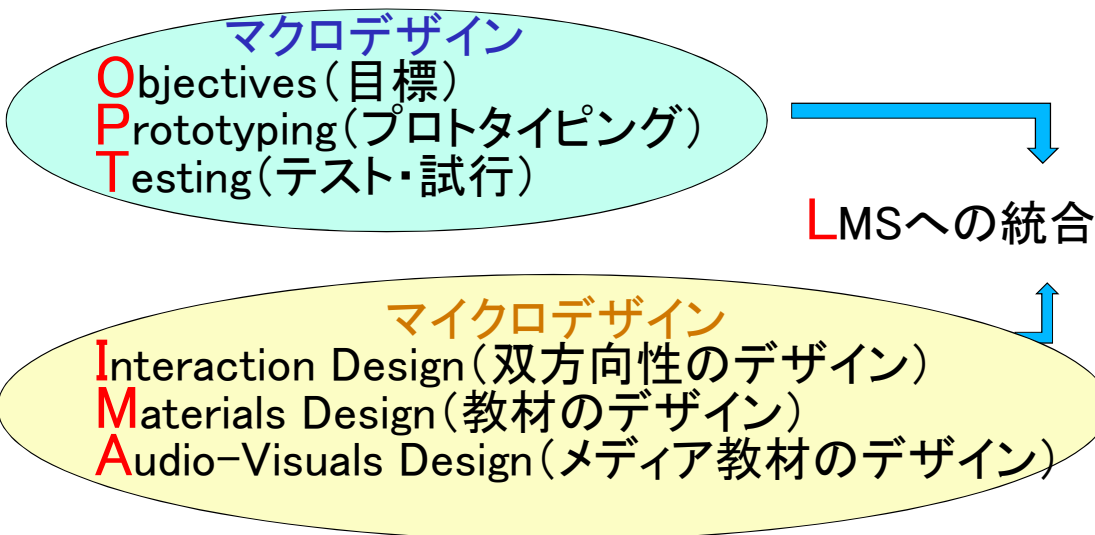 マクロデザイン
Objectives（目標）
Prototyping（プロトタイピング）
Testing（テスト・試行）
LMSへの統合
マイクロデザイン
Interaction Design（双方向性のデザイン）
Materials Design（教材のデザイン）
Audio-Visuals Design（メディア教材のデザイン）